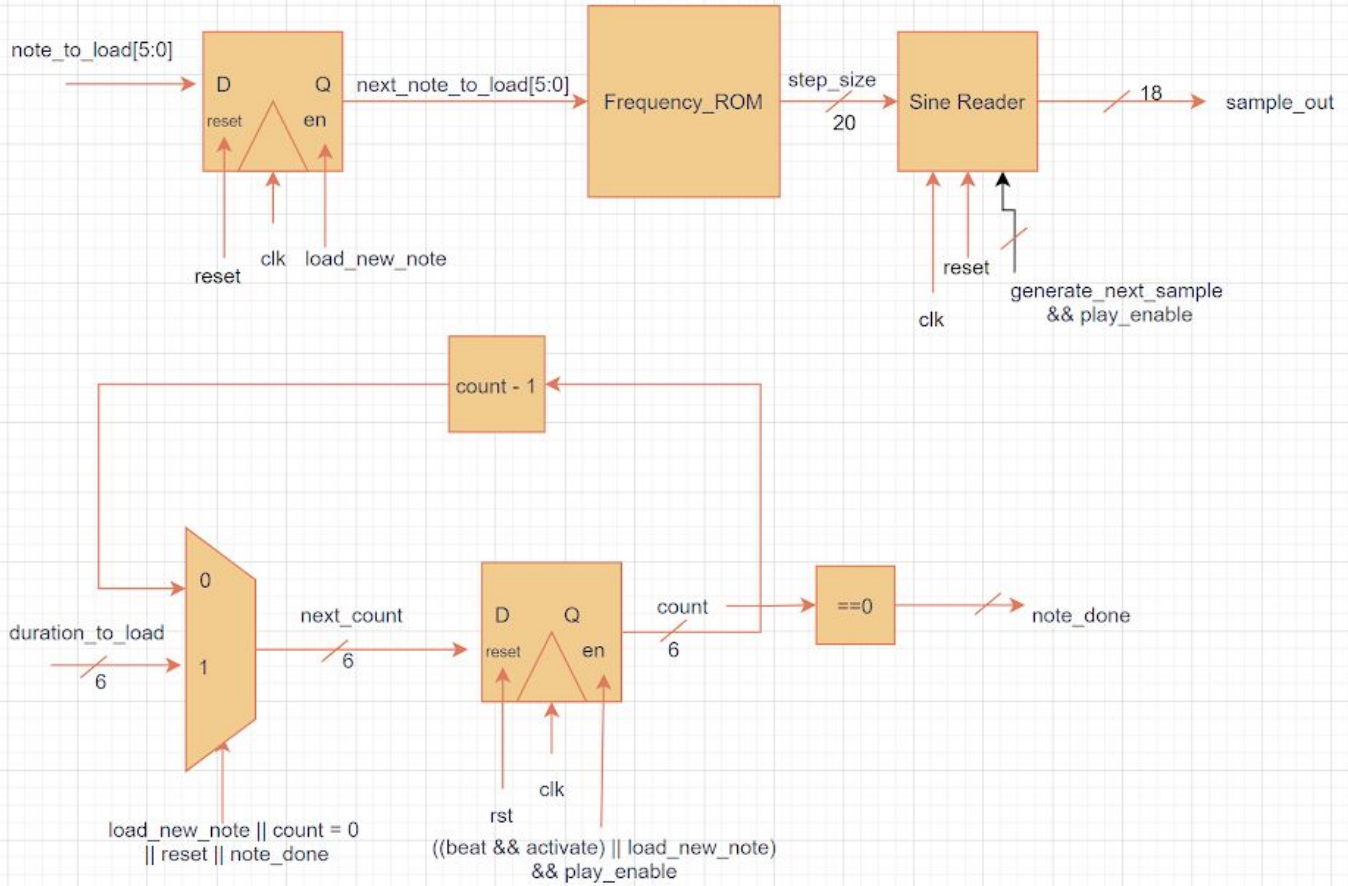 note_to_load[5:0]
D
Q
reset
en
next_note_to_load[5:0]
Frequency_ROM
step_size
20
Sine Reader
18
sample_out
reset
clk
load_new_note
clk
reset
generate_next_sample
&& play_enable
count - 1
0
duration_to_load
6
1
next_count
6
D
Q
reset
en
count
6
==0
note_done
load_new_note || count = 0
|| reset || note_done
rst
clk
((beat && activate) || load_new_note)
&& play_enable